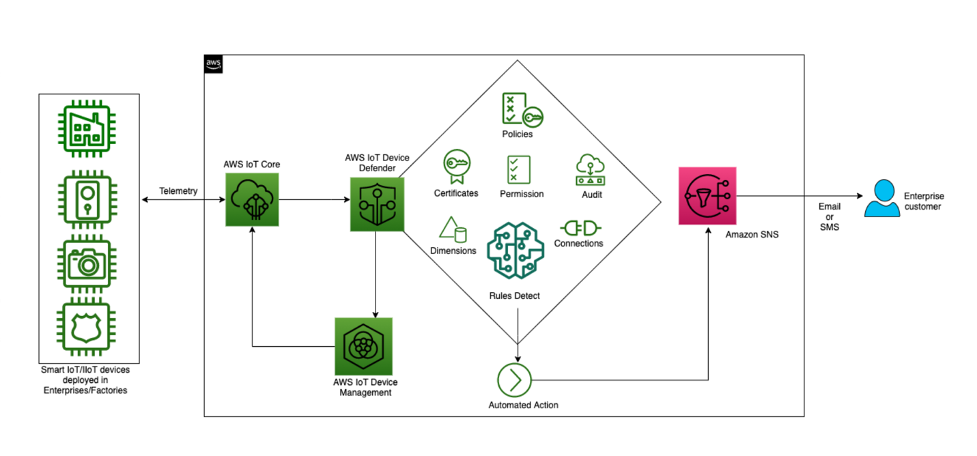 aws
Policies
AWS IoT Core
AWS IoT Device
Defender
Certificates
Permission
Audit
Telemetry
Email
or
SMS
Enterprise
customer
Amazon SNS
Dimensions
Connections
Rules Detect
Smart IoT/IIoT devices
deployed in
Enterprises/Factories
AWS IoT Device
Management
Automated Action